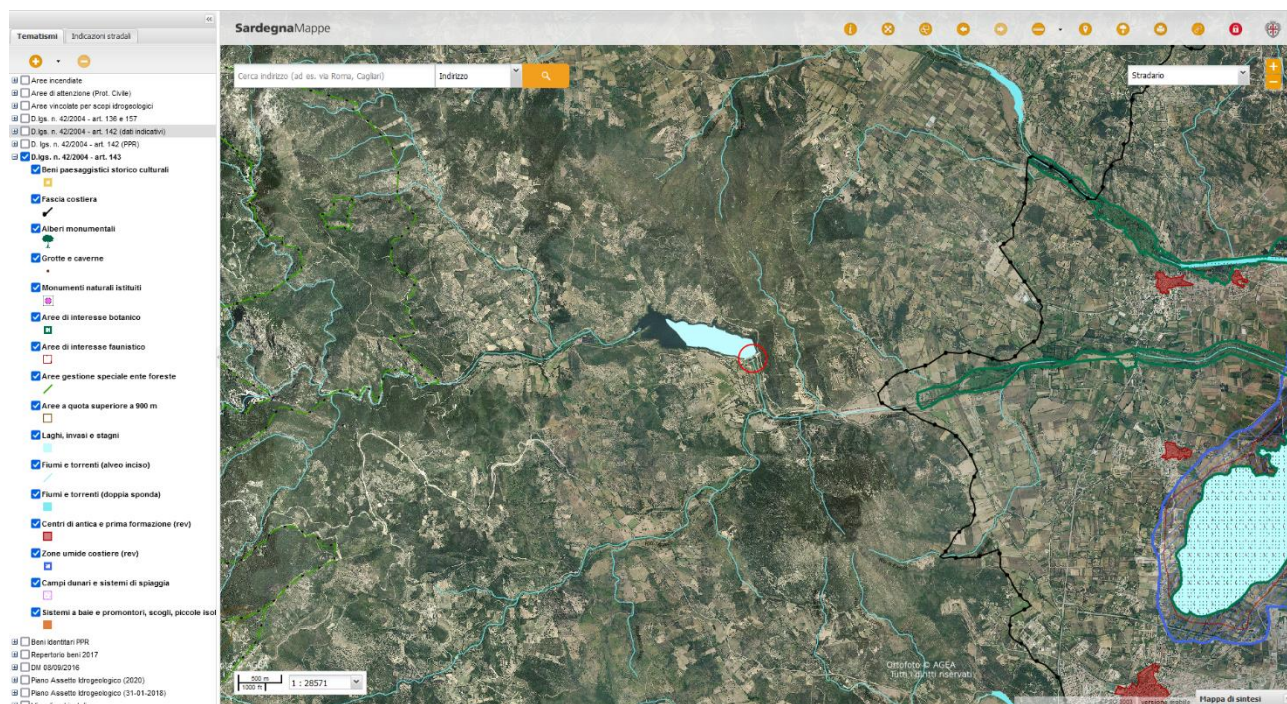 Tematismi
Indicazioni stradali
SardegnaMappe
Cerca indirizzo (ad es. via Roma, Cagliari)
Indirizzo
Stradario
Aree incendiate
Aree di attenzione (Prot. Civile)
Aree vincolate per scopi idrogeologici
D.lgs. n. 42/2004 - art. 136 e 157
D.lgs. n. 42/2004 - art. 142 (dati indicativi)
D. lgs. n. 42/2004 - art. 142 (PPR)
D.lgs. n. 42/2004 - art. 143
Beni paesaggistici storico culturali
Fascia costiera
Alberi monumentali
Grotte e caverne
Monumenti naturali istituiti
Aree di interesse botanico
Aree di interesse faunistico
Aree gestione speciale ente foreste
Aree a quota superiore a 900 m
Laghi, invasi e stagni
Fiumi e torrenti (alveo inciso)
Fiumi e torrenti (doppia sponda)
Centri di antica e prima formazione (rev)
Zone umide costiere (rev)
Campi dunari e sistemi di spiaggia
Sistemi a baie e promontori, scogli, piccole isol
Beni Identitari PPR
Repertorio beni 2017
DM 08/09/2016
Piano Assetto Idrogeologico (2020)
Piano Assetto Idrogeologico (31-01-2018)
500 m
1000 ft
1 : 28571
Ortofoto © AGEA
Tutti i diritti riservati
versione mobile
Mappa di sintesi